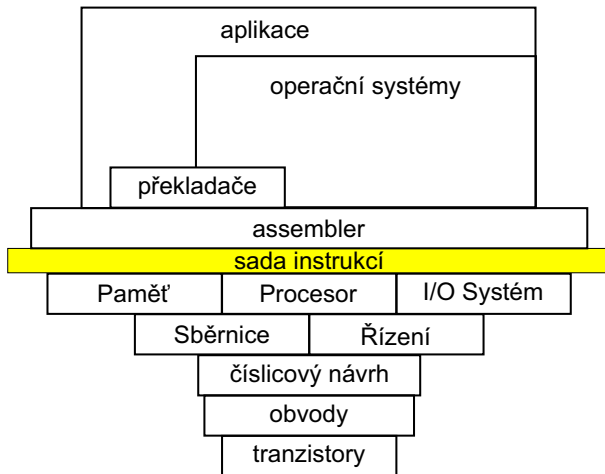 aplikace
operační systémy
překladače
assembler
sada instrukcí
Paměť Procesor I/O Systém
Sběrnice Řízení
číslicový návrh
obvody
tranzistory